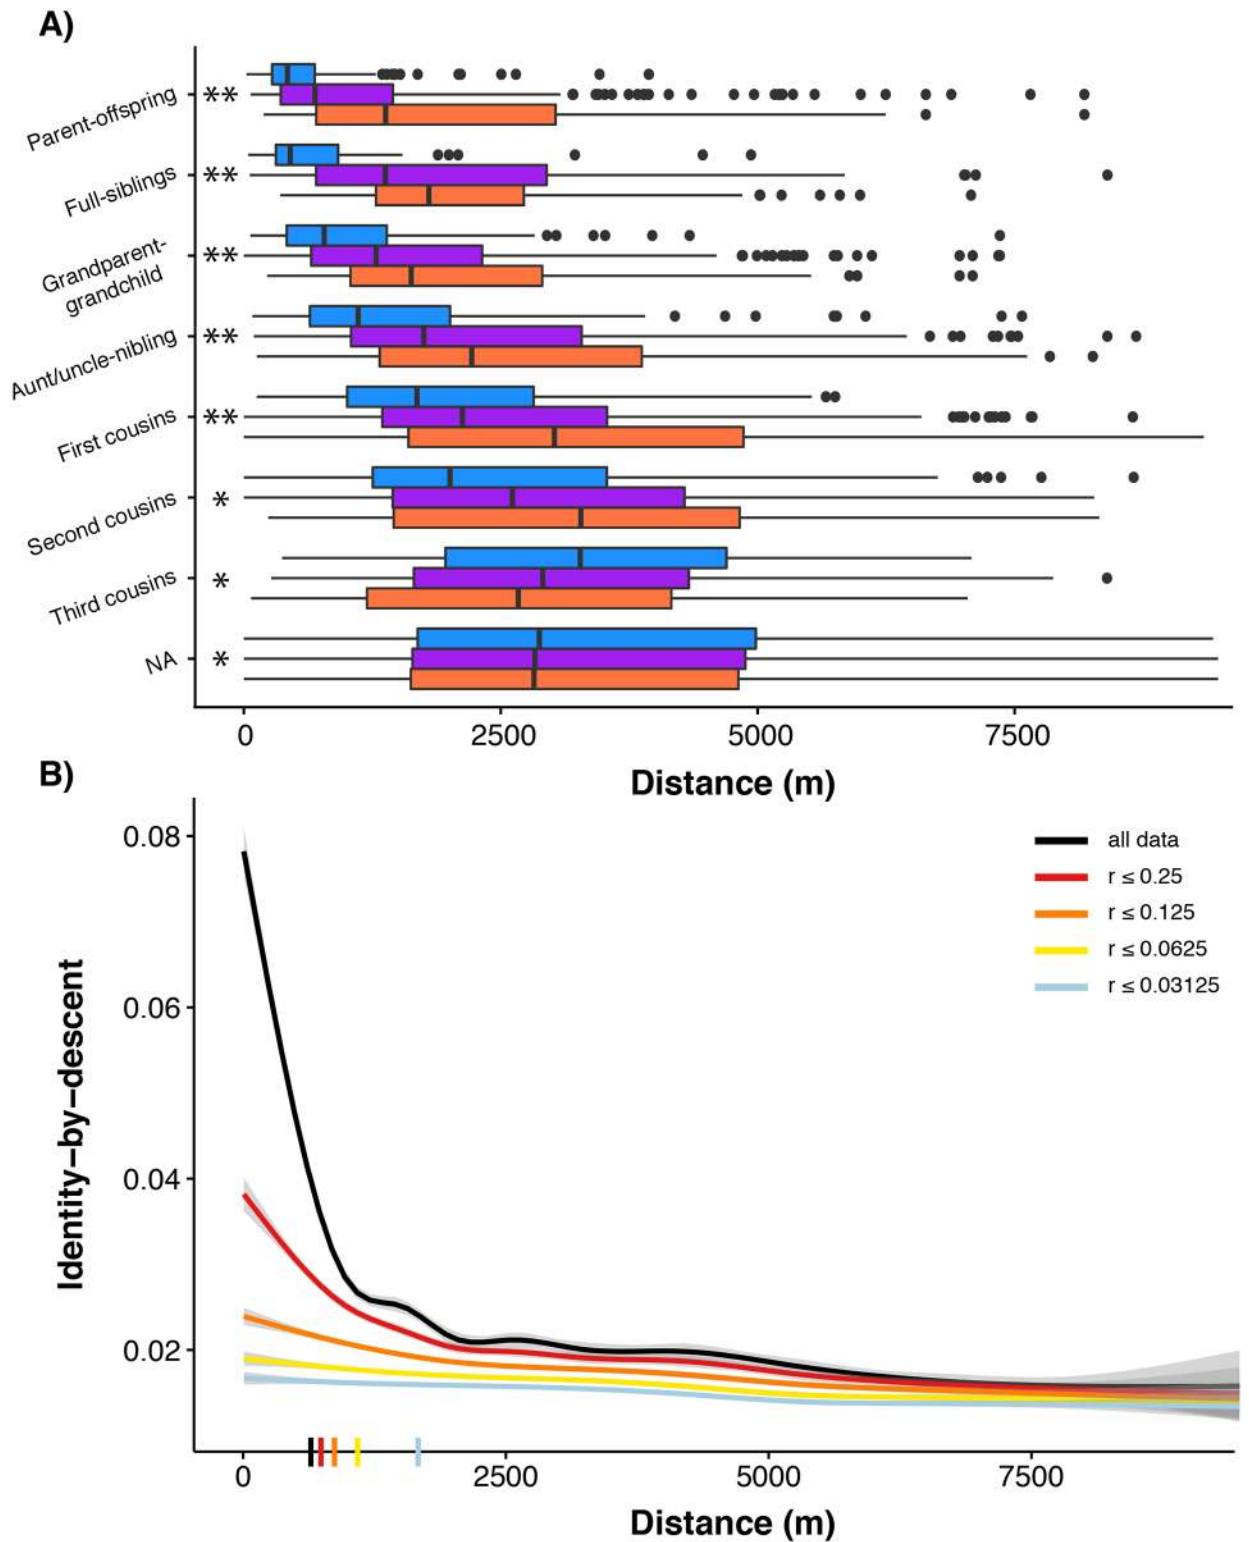 A)
Parent-offspring **
Full-siblings **
Grandparent-
grandchild **
Aunt/uncle-nibling **
First cousins **
Second cousins *
Third cousins *
NA *
0 2500 5000 7500
Distance (m)
B)
0.08
0.06
0.04
0.02
Identity-by-descent
all data
r ≤ 0.25
r ≤ 0.125
r ≤ 0.0625
r ≤ 0.03125
0 2500 5000 7500
Distance (m)